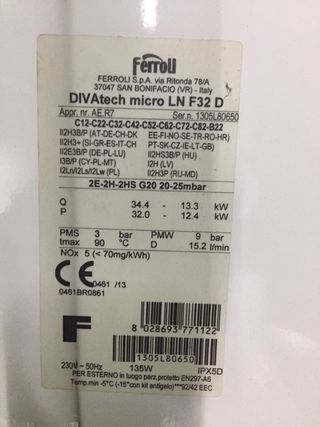 Ferroli
FERROLI S.p.A. via Ritonda 78/A
37047 SAN BONIFACIO (VR) - Italy
DIVAtech micro LN F32 D
Appr. nr. AE.R7 Ser.n. 1305L80650
C12-C22-C32-C42-C52-C62-C72-C82-B22
II2H3B/P (AT-DE-CH-DK EE-FI-NO-SE-TR-RO-HR)
II2H3+ (SI-GR-ES-IT-CH PT-SK-CZ-IE-LT-GB)
II2E3B/P (DE-PL-LU) II2HS3B/P (HU)
I3B/P (CY-PL-MT) I2H (LV)
I2Ln/I2Ls/I2Lw (PL) II2H3P (RU-MD)
2E-2H-2HS G20 20-25mbar
Q 34.4 - 13.3 kW
P 32.0 - 12.4 kW
PMS 3 bar PMW 9 bar
tmax 90 °C D 15.2 l/min
NOx 5 (< 70mg/kWh)
CE 0461 /13
0461BR0861
F
8 028693 771122
1305L80650
230V ~ 50Hz 135W IPX5D
PER ESTERNO in luogo parz.protetto EN297-A6
Temp.min -5°C (-15°con kit antigelo)***92/42 EEC